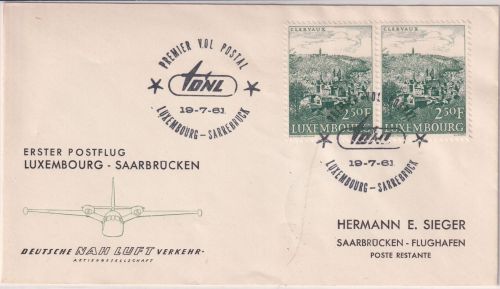 PREMIER VOL POSTAL
DNL
19-7-61
LUXEMBOURG-SARREBRUCK
CLERVAUX
2.50F
LUXEMBOURG
CLERVAUX
2.50F
LUXEMBOURG
VOL
19-7-61
LUXEMBOURG-SARREBRUCK
ERSTER POSTFLUG
LUXEMBOURG - SAARBRÜCKEN
DEUTSCHE NAH LUFT VERKEHR-
AKTIENGESELLSCHAFT
HERMANN E. SIEGER
SAARBRÜCKEN - FLUGHAFEN
POSTE RESTANTE